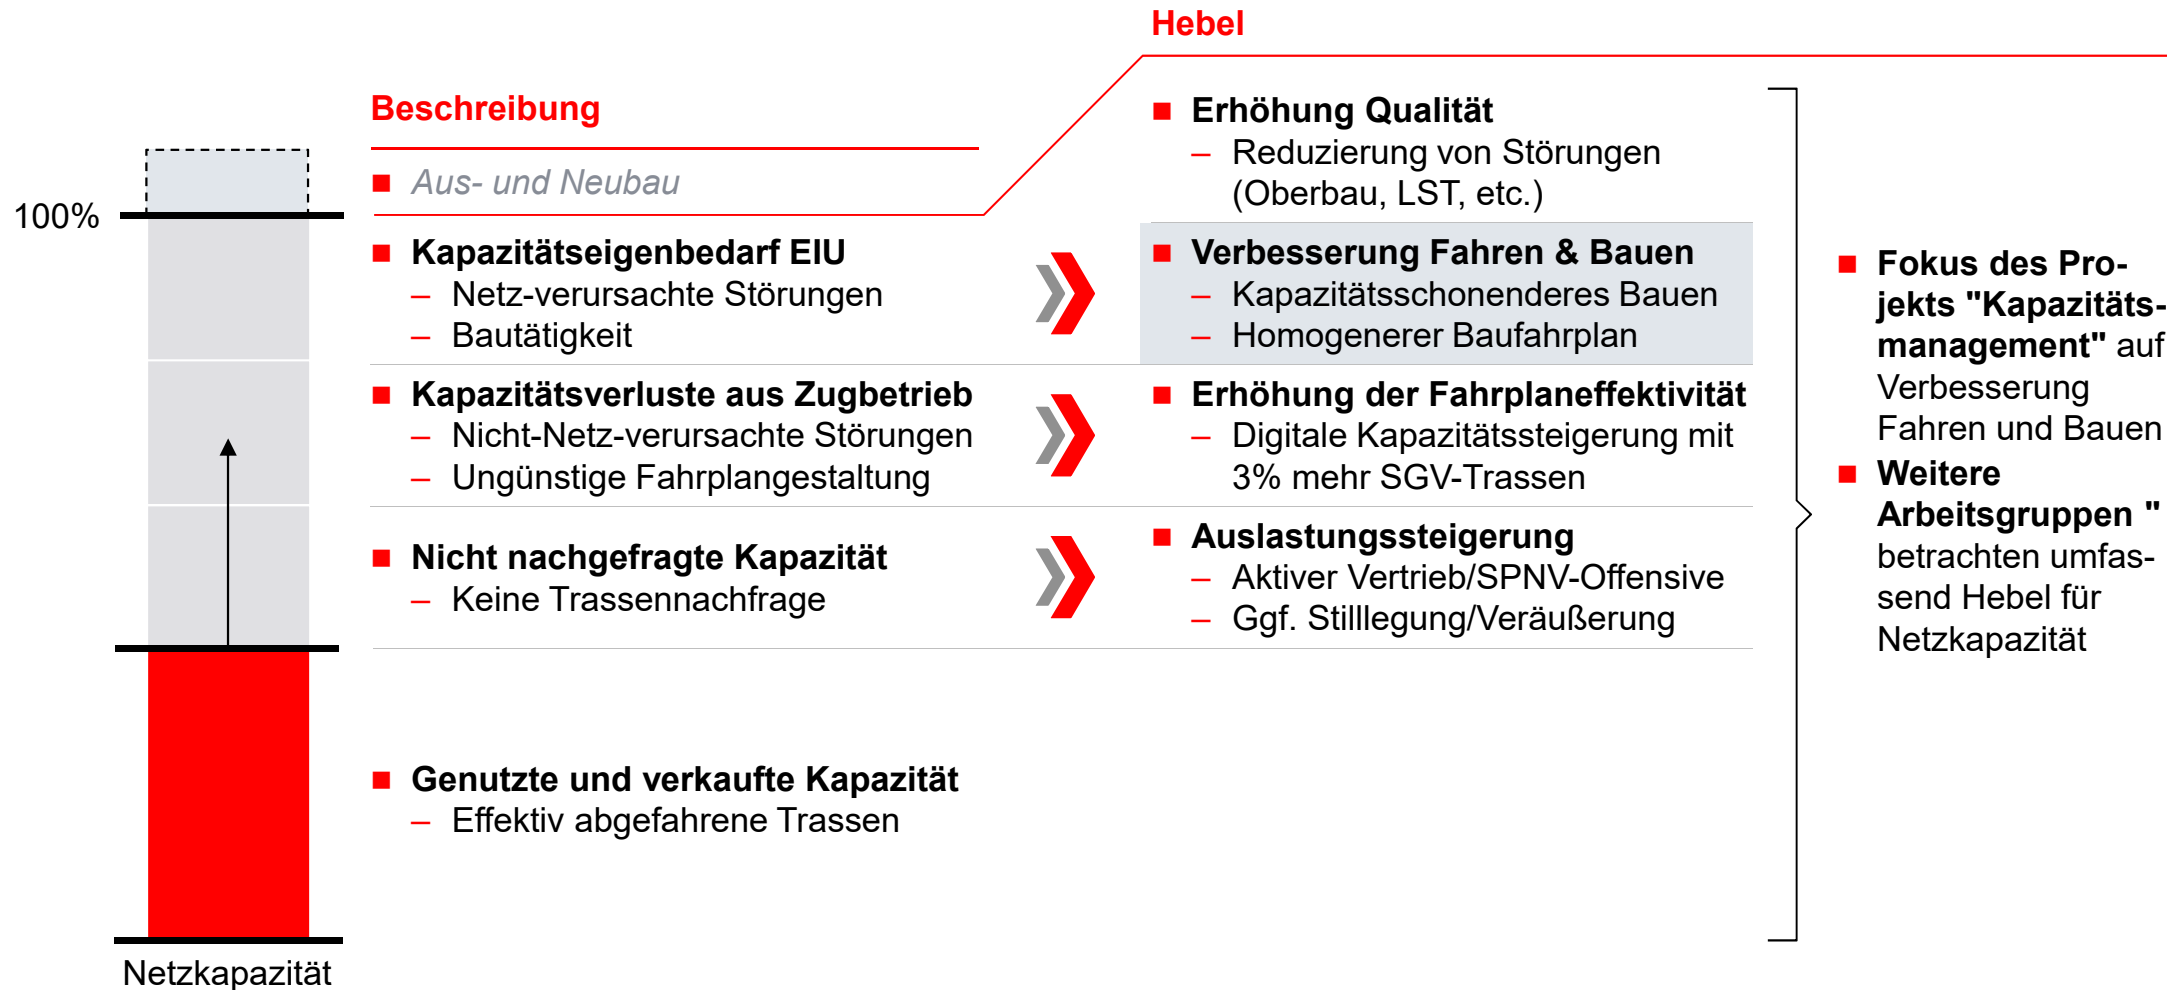 Hebel
Beschreibung
Aus- und Neubau
100%
Kapazitätseigenbedarf EIU
– Netz-verursachte Störungen
– Bautätigkeit
Kapazitätsverluste aus Zugbetrieb
– Nicht-Netz-verursachte Störungen
– Ungünstige Fahrplangestaltung
Nicht nachgefragte Kapazität
– Keine Trassennachfrage
Genutzte und verkaufte Kapazität
– Effektiv abgefahrene Trassen
Netzkapazität
Erhöhung Qualität
– Reduzierung von Störungen
(Oberbau, LST, etc.)
Verbesserung Fahren & Bauen
– Kapazitätsschonenderes Bauen
– Homogenerer Baufahrplan
Erhöhung der Fahrplaneffektivität
– Digitale Kapazitätssteigerung mit
3% mehr SGV-Trassen
Auslastungssteigerung
– Aktiver Vertrieb/SPNV-Offensive
– Ggf. Stilllegung/Veräußerung
Fokus des Pro-
jekts "Kapazitäts-
management" auf
Verbesserung
Fahren und Bauen
Weitere
Arbeitsgruppen "
betrachten umfas-
send Hebel für
Netzkapazität